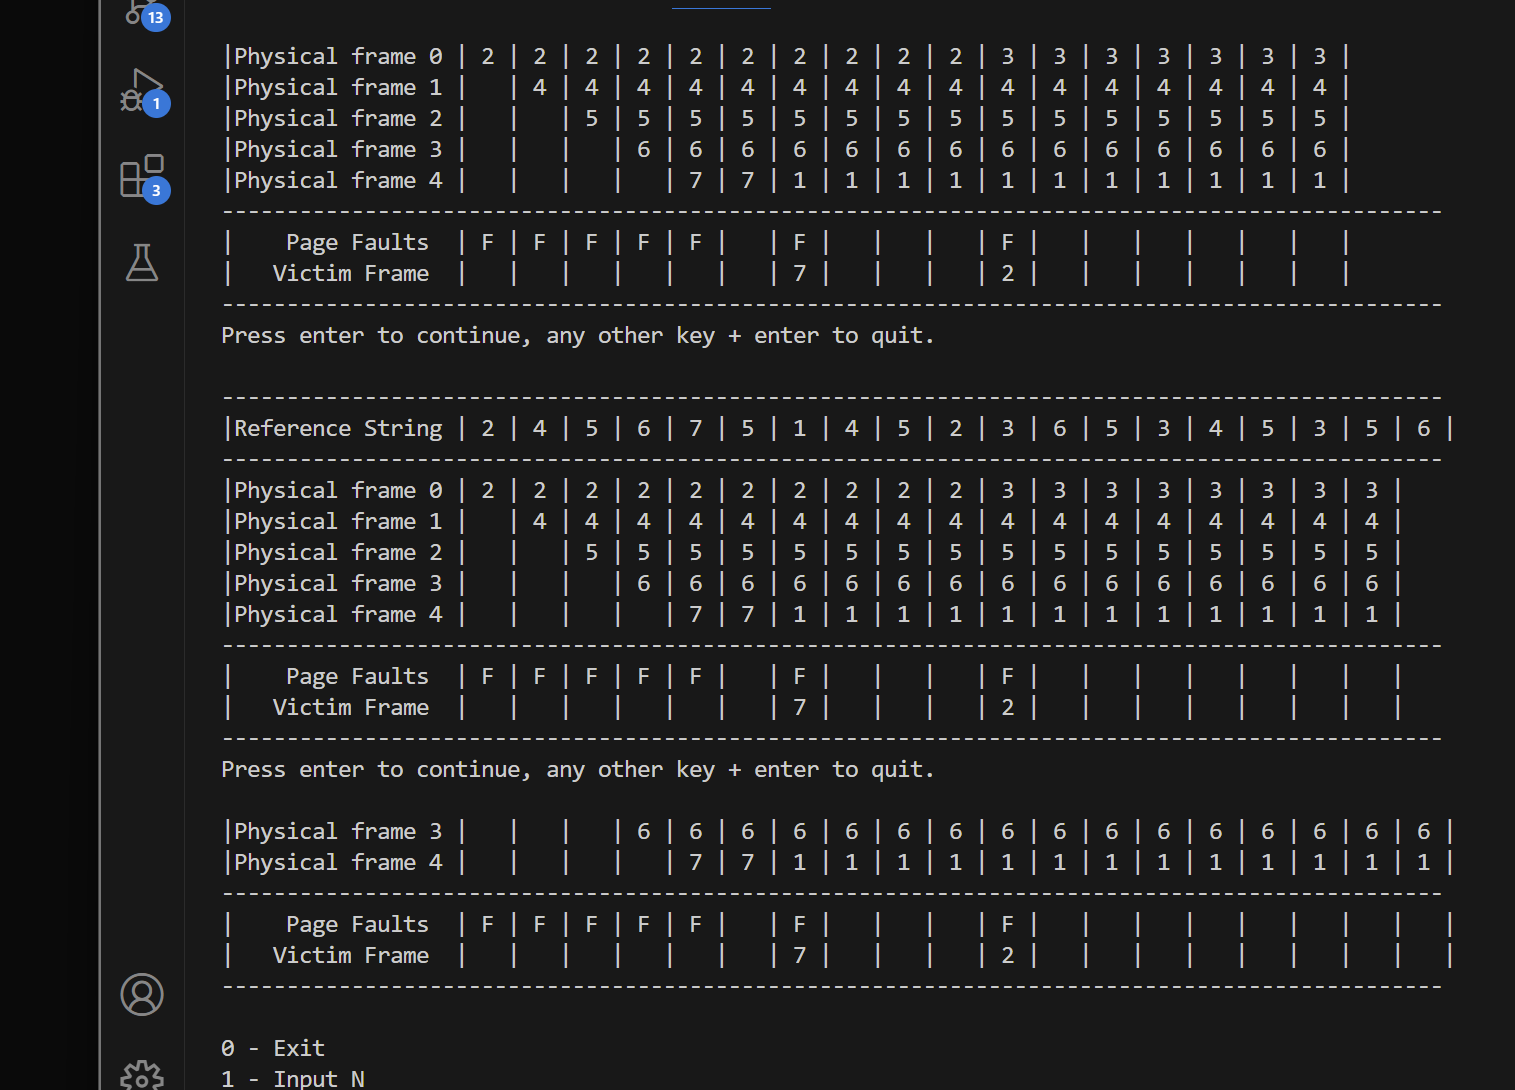 13
1
3
|Physical frame 0 | 2 | 2 | 2 | 2 | 2 | 2 | 2 | 2 | 2 | 2 | 3 | 3 | 3 | 3 | 3 | 3 | 3 |
|Physical frame 1 |   | 4 | 4 | 4 | 4 | 4 | 4 | 4 | 4 | 4 | 4 | 4 | 4 | 4 | 4 | 4 | 4 |
|Physical frame 2 |   |   | 5 | 5 | 5 | 5 | 5 | 5 | 5 | 5 | 5 | 5 | 5 | 5 | 5 | 5 | 5 |
|Physical frame 3 |   |   |   | 6 | 6 | 6 | 6 | 6 | 6 | 6 | 6 | 6 | 6 | 6 | 6 | 6 | 6 |
|Physical frame 4 |   |   |   |   | 7 | 7 | 1 | 1 | 1 | 1 | 1 | 1 | 1 | 1 | 1 | 1 | 1 |
----------------------------------------------------------------------------------------------
|    Page Faults  | F | F | F | F | F |   | F |   |   |   | F |   |   |   |   |   |   |
|   Victim Frame  |   |   |   |   |   |   | 7 |   |   |   | 2 |   |   |   |   |   |   |
----------------------------------------------------------------------------------------------
Press enter to continue, any other key + enter to quit.
----------------------------------------------------------------------------------------------
|Reference String | 2 | 4 | 5 | 6 | 7 | 5 | 1 | 4 | 5 | 2 | 3 | 6 | 5 | 3 | 4 | 5 | 3 | 5 | 6 |
----------------------------------------------------------------------------------------------
|Physical frame 0 | 2 | 2 | 2 | 2 | 2 | 2 | 2 | 2 | 2 | 2 | 3 | 3 | 3 | 3 | 3 | 3 | 3 | 3 |
|Physical frame 1 |   | 4 | 4 | 4 | 4 | 4 | 4 | 4 | 4 | 4 | 4 | 4 | 4 | 4 | 4 | 4 | 4 | 4 |
|Physical frame 2 |   |   | 5 | 5 | 5 | 5 | 5 | 5 | 5 | 5 | 5 | 5 | 5 | 5 | 5 | 5 | 5 | 5 |
|Physical frame 3 |   |   |   | 6 | 6 | 6 | 6 | 6 | 6 | 6 | 6 | 6 | 6 | 6 | 6 | 6 | 6 | 6 |
|Physical frame 4 |   |   |   |   | 7 | 7 | 1 | 1 | 1 | 1 | 1 | 1 | 1 | 1 | 1 | 1 | 1 | 1 |
----------------------------------------------------------------------------------------------
|    Page Faults  | F | F | F | F | F |   | F |   |   |   | F |   |   |   |   |   |   |   |
|   Victim Frame  |   |   |   |   |   |   | 7 |   |   |   | 2 |   |   |   |   |   |   |   |
----------------------------------------------------------------------------------------------
Press enter to continue, any other key + enter to quit.
|Physical frame 3 |   |   |   | 6 | 6 | 6 | 6 | 6 | 6 | 6 | 6 | 6 | 6 | 6 | 6 | 6 | 6 | 6 | 6 |
|Physical frame 4 |   |   |   |   | 7 | 7 | 1 | 1 | 1 | 1 | 1 | 1 | 1 | 1 | 1 | 1 | 1 | 1 | 1 |
----------------------------------------------------------------------------------------------
|    Page Faults  | F | F | F | F | F |   | F |   |   |   | F |   |   |   |   |   |   |   |   |
|   Victim Frame  |   |   |   |   |   |   | 7 |   |   |   | 2 |   |   |   |   |   |   |   |   |
----------------------------------------------------------------------------------------------
0 - Exit
1 - Input N